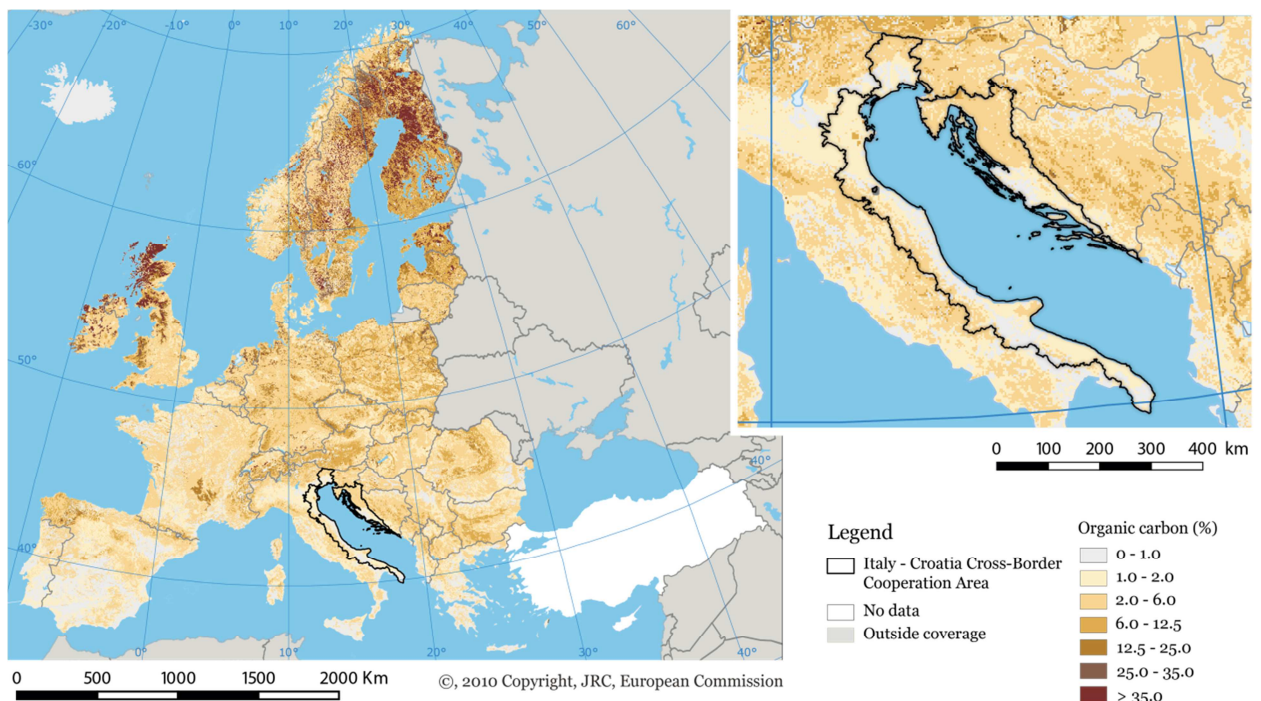 -30°
-20°
-10°
0°
10°
20°
30°
40°
50°
60°
60°
50°
40°
40°
0°
10°
20°
30°
40°
0 500 1000 1500 2000 Km
©, 2010 Copyright, JRC, European Commission
0 100 200 300 400 km
Legend
Italy - Croatia Cross-Border
Cooperation Area
No data
Outside coverage
Organic carbon (%)
0 - 1.0
1.0 - 2.0
2.0 - 6.0
6.0 - 12.5
12.5 - 25.0
25.0 - 35.0
> 35.0